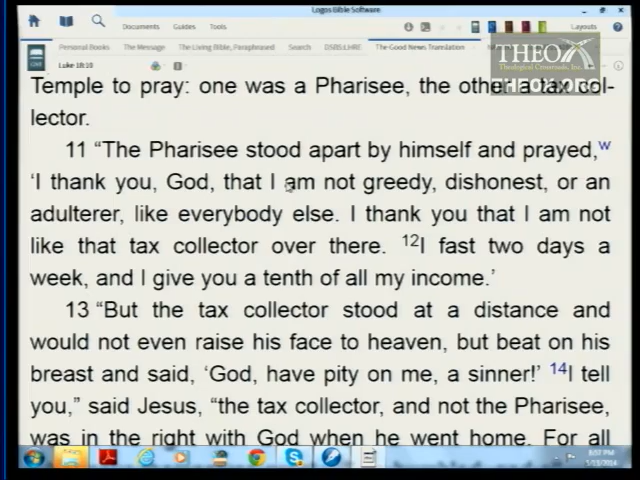 Logos Bible Software
Documents Guides Tools Layouts
Personal Books The Message The Living Bible, Paraphrased Search The Good News Translation
THEOX
Luke 18:10
THEOX.ORG
Temple to pray: one was a Pharisee, the other a tax col-
lector.
11 “The Pharisee stood apart by himself and prayed,w
‘I thank you, God, that I am not greedy, dishonest, or an
adulterer, like everybody else. I thank you that I am not
like that tax collector over there. 12I fast two days a
week, and I give you a tenth of all my income.’
13 “But the tax collector stood at a distance and
would not even raise his face to heaven, but beat on his
breast and said, ‘God, have pity on me, a sinner!’ 14I tell
you,” said Jesus, “the tax collector, and not the Pharisee,
was in the right with God when he went home. For all